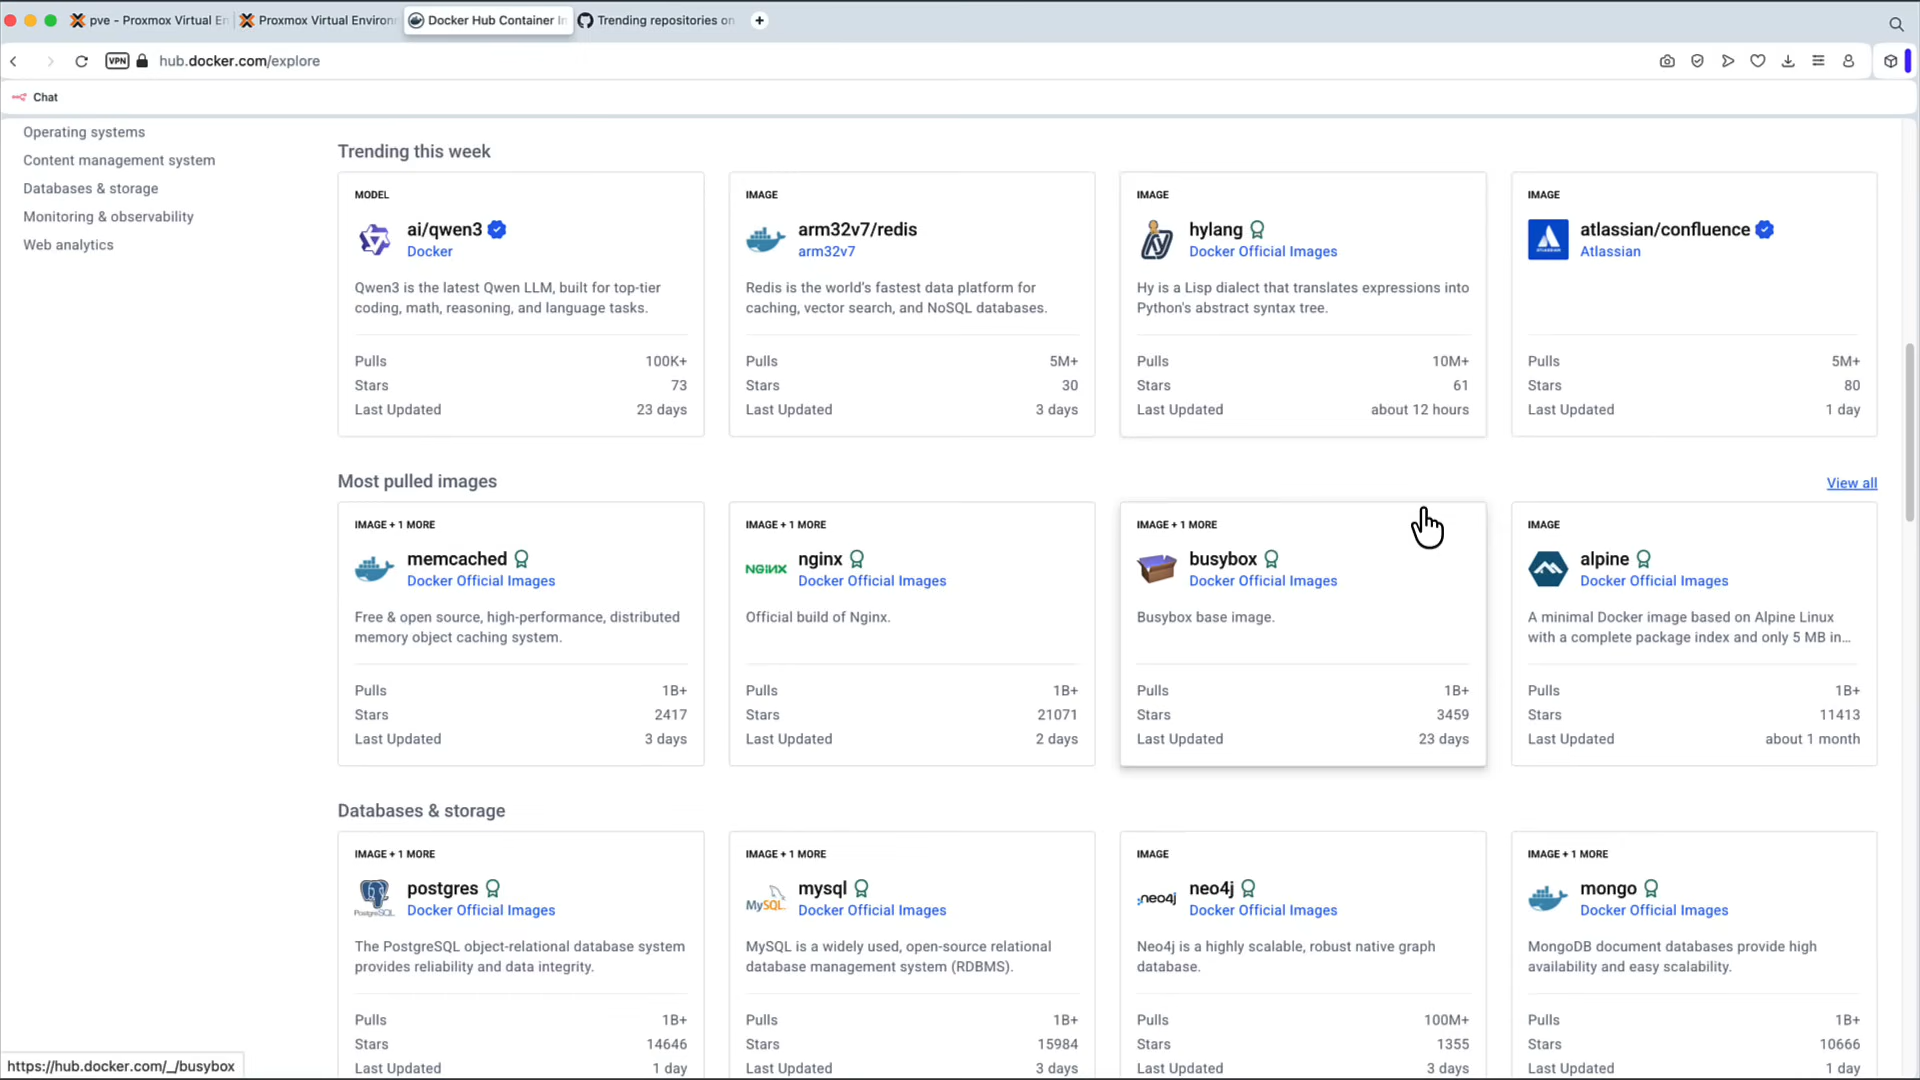 pve - Proxmox Virtual En
Proxmox Virtual Environ
Docker Hub Container I
Trending repositories on
VPN
hub.docker.com/explore
Chat
Operating systems
Content management system
Databases & storage
Monitoring & observability
Web analytics
Trending this week
MODEL
ai/qwen3
Docker
Qwen3 is the latest Qwen LLM, built for top-tier
coding, math, reasoning, and language tasks.
Pulls 100K+
Stars 73
Last Updated 23 days
IMAGE
arm32v7/redis
arm32v7
Redis is the world's fastest data platform for
caching, vector search, and NoSQL databases.
Pulls 5M+
Stars 30
Last Updated 3 days
IMAGE
hy
hylang
Docker Official Images
Hy is a Lisp dialect that translates expressions into
Python's abstract syntax tree.
Pulls 10M+
Stars 61
Last Updated about 12 hours
IMAGE
ATLASSIAN
atlassian/confluence
Atlassian
Pulls 5M+
Stars 80
Last Updated 1 day
Most pulled images
View all
IMAGE + 1 MORE
memcached
Docker Official Images
Free & open source, high-performance, distributed
memory object caching system.
Pulls 1B+
Stars 2417
Last Updated 3 days
IMAGE + 1 MORE
NGINX
nginx
Docker Official Images
Official build of Nginx.
Pulls 1B+
Stars 21071
Last Updated 2 days
IMAGE + 1 MORE
busybox
Docker Official Images
Busybox base image.
Pulls 1B+
Stars 3459
Last Updated 23 days
IMAGE
alpine
Docker Official Images
A minimal Docker image based on Alpine Linux
with a complete package index and only 5 MB in...
Pulls 1B+
Stars 11413
Last Updated about 1 month
Databases & storage
IMAGE + 1 MORE
PostgreSQL
postgres
Docker Official Images
The PostgreSQL object-relational database system
provides reliability and data integrity.
Pulls 1B+
Stars 14646
Last Updated 1 day
IMAGE + 1 MORE
MySQL
mysql
Docker Official Images
MySQL is a widely used, open-source relational
database management system (RDBMS).
Pulls 1B+
Stars 15984
Last Updated 3 days
IMAGE
neo4j
neo4j
Docker Official Images
Neo4j is a highly scalable, robust native graph
database.
Pulls 100M+
Stars 1355
Last Updated 3 days
IMAGE + 1 MORE
mongo
Docker Official Images
MongoDB document databases provide high
availability and easy scalability.
Pulls 1B+
Stars 10666
Last Updated 1 day
https://hub.docker.com/_/busybox